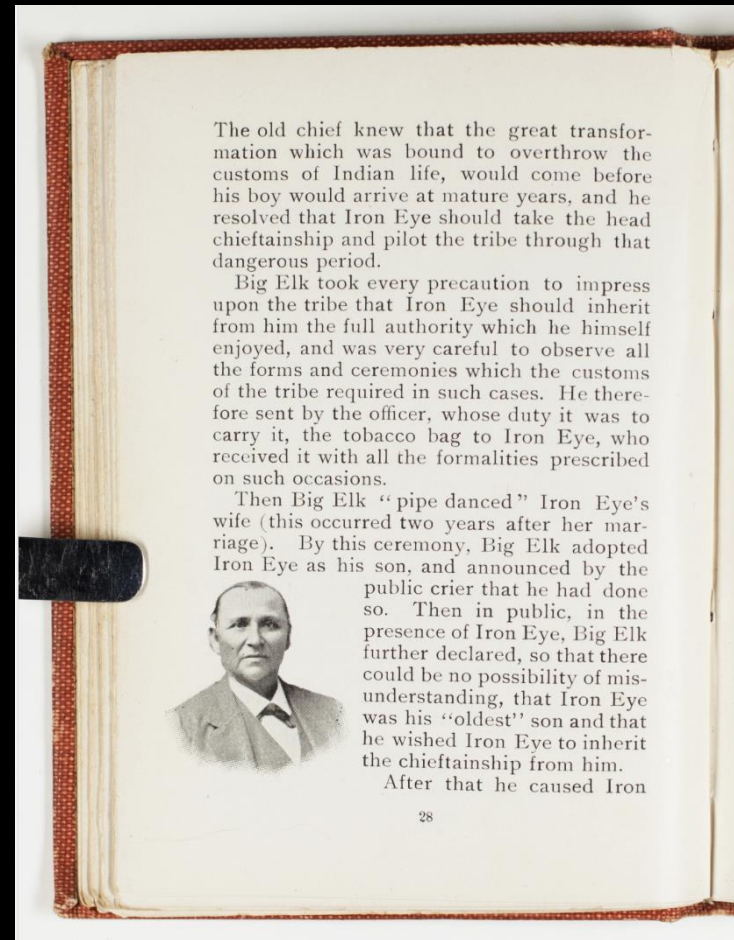 The old chief knew that the great transfor-
mation which was bound to overthrow the
customs of Indian life, would come before
his boy would arrive at mature years, and he
resolved that Iron Eye should take the head
chieftainship and pilot the tribe through that
dangerous period.
Big Elk took every precaution to impress
upon the tribe that Iron Eye should inherit
from him the full authority which he himself
enjoyed, and was very careful to observe all
the forms and ceremonies which the customs
of the tribe required in such cases. He there-
fore sent by the officer, whose duty it was to
carry it, the tobacco bag to Iron Eye, who
received it with all the formalities prescribed
on such occasions.
Then Big Elk “pipe danced” Iron Eye's
wife (this occurred two years after her mar-
riage). By this ceremony, Big Elk adopted
Iron Eye as his son, and announced by the
public crier that he had done
so. Then in public, in the
presence of Iron Eye, Big Elk
further declared, so that there
could be no possibility of mis-
understanding, that Iron Eye
was his “oldest” son and that
he wished Iron Eye to inherit
the chieftainship from him.
After that he caused Iron
28